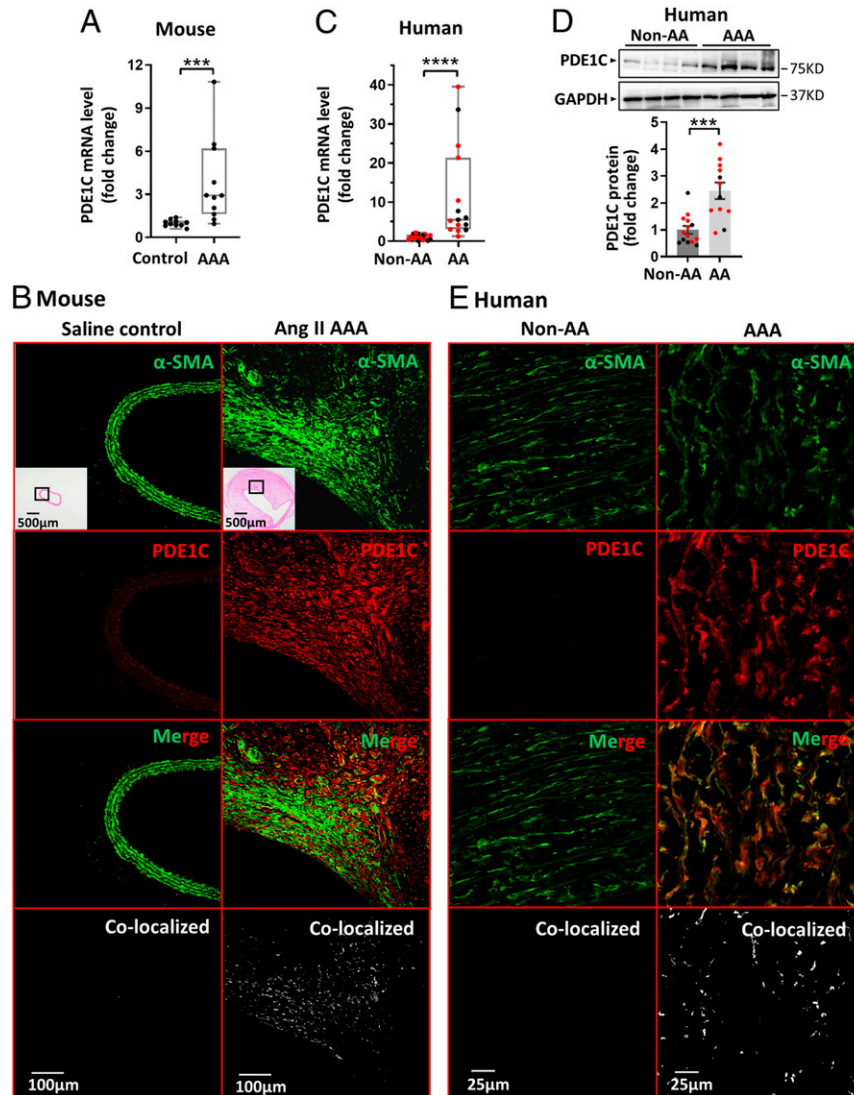 A Mouse
***
PDE1C mRNA level
(fold change)
12
9
6
3
0
Control AAA
C Human
****
PDE1C mRNA level
(fold change)
50
40
30
20
10
0
Non-AA AA
D Human
Non-AA AAA
PDE1C
75KD
GAPDH
37KD
***
PDE1C protein
(fold change)
5
4
3
2
1
0
Non-AA AA
B Mouse
Saline control Ang II AAA
α-SMA α-SMA
500μm 500μm
PDE1C PDE1C
Merge Merge
Co-localized Co-localized
100μm 100μm
E Human
Non-AA AAA
α-SMA α-SMA
PDE1C PDE1C
Merge Merge
Co-localized Co-localized
25μm 25μm